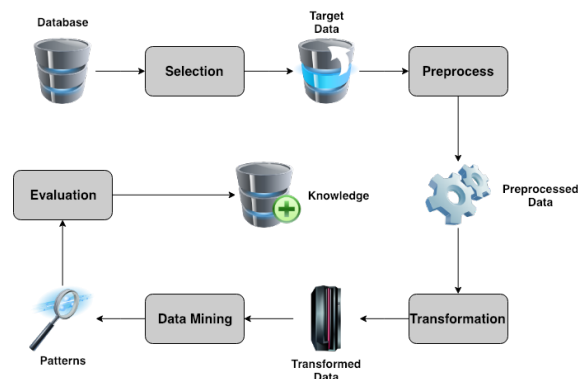 Database
Selection
Target
Data
Preprocess
Preprocessed
Data
Transformation
Transformed
Data
Data Mining
Patterns
Evaluation
Knowledge